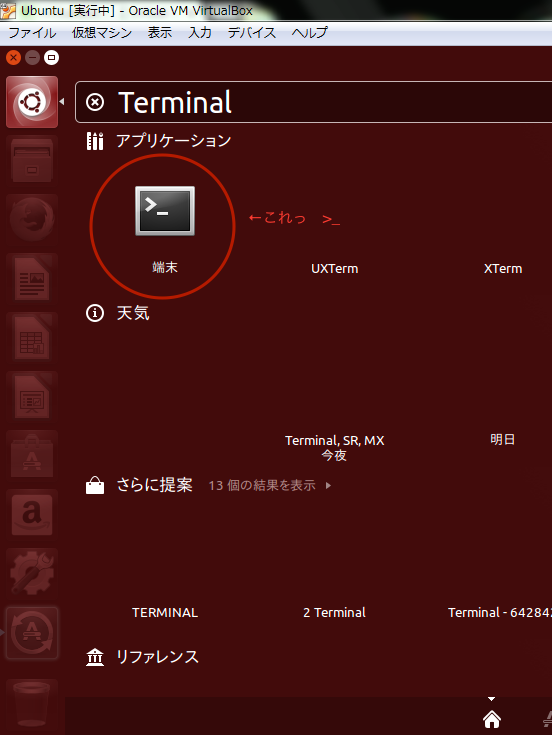 Ubuntu [実行中] - Oracle VM VirtualBox
ファイル 仮想マシン 表示 入力 デバイス ヘルプ
Terminal
アプリケーション
←これっ >_
端末 UXTerm XTerm
天気
Terminal, SR, MX 明日
今夜
さらに提案 13 個の結果を表示
TERMINAL 2 Terminal Terminal - 64284
リファレンス